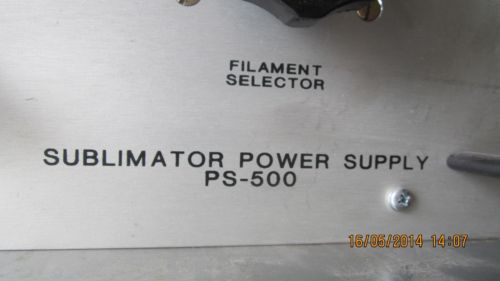 FILAMENT
SELECTOR
SUBLIMATOR POWER SUPPLY
PS-500
16/05/2014 14:07